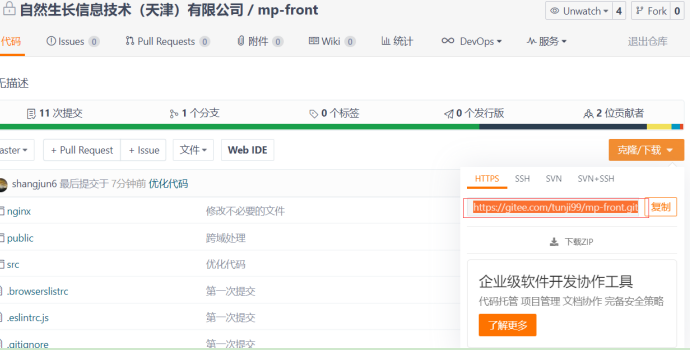 自然生长信息技术（天津）有限公司 / mp-front
Unwatch 4 Fork 0
代码 Issues 0 Pull Requests 0 附件 0 Wiki 0 统计 DevOps 服务 退出仓库
无描述
11 次提交 1 个分支 0 个标签 0 个发行版 2 位贡献者
aster + Pull Request + Issue 文件 Web IDE 克隆/下载
shangjun6 最后提交于 7分钟前 优化代码
HTTPS SSH SVN SVN+SSH
nginx 修改不必要的文件
https://gitee.com/tunji99/mp-front.git 复制
public 跨域处理
下载ZIP
src 优化代码
.browserslistrc 第一次提交
企业级软件开发协作工具
代码托管 项目管理 文档协作 完备安全策略
.eslintrc.js 第一次提交
了解更多
.gitignore 第一次提交